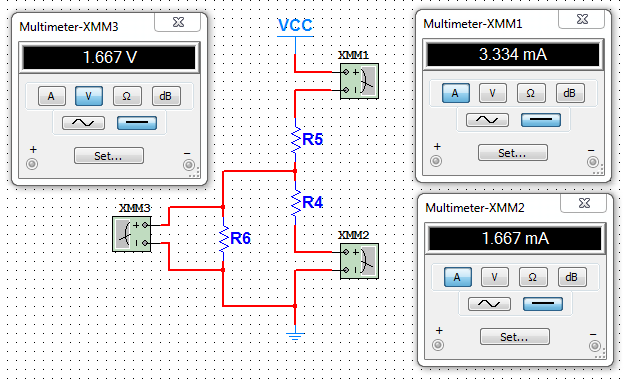 Multimeter-XMM3
1.667 V
A V Ω dB
+ Set... −
VCC
XMM1
+
−
R5
R4
XMM3
+
−
R6
XMM2
+
−
Multimeter-XMM1
3.334 mA
A V Ω dB
+ Set... −
Multimeter-XMM2
1.667 mA
A V Ω dB
+ Set... −